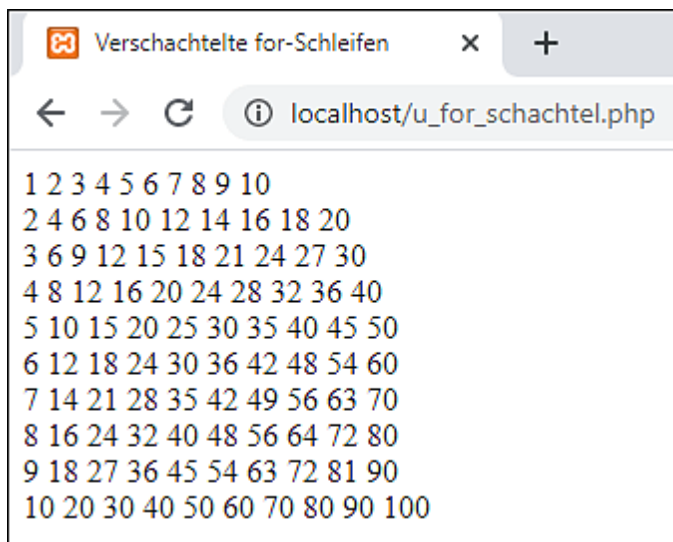 Verschachtelte for-Schleifen
localhost/u_for_schachtel.php
1 2 3 4 5 6 7 8 9 10
2 4 6 8 10 12 14 16 18 20
3 6 9 12 15 18 21 24 27 30
4 8 12 16 20 24 28 32 36 40
5 10 15 20 25 30 35 40 45 50
6 12 18 24 30 36 42 48 54 60
7 14 21 28 35 42 49 56 63 70
8 16 24 32 40 48 56 64 72 80
9 18 27 36 45 54 63 72 81 90
10 20 30 40 50 60 70 80 90 100